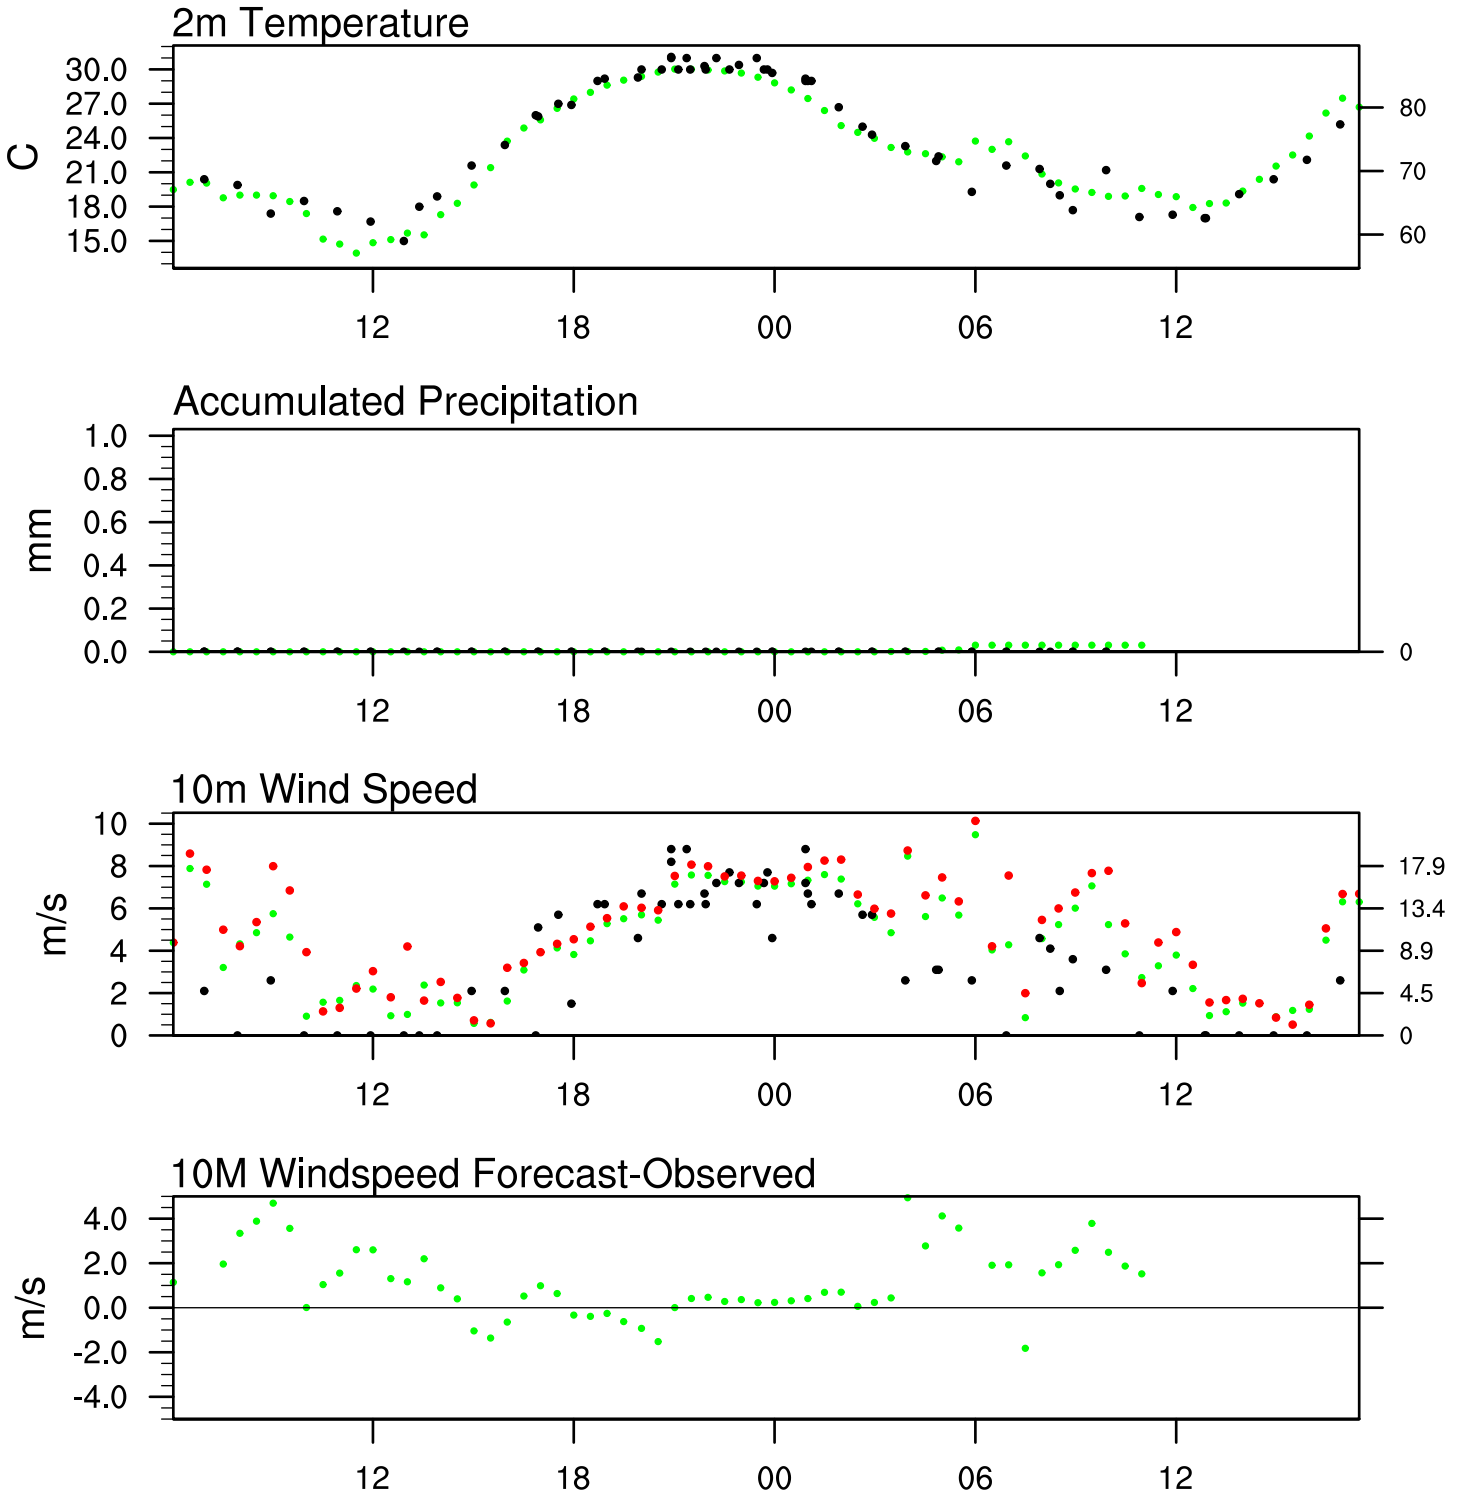 2m Temperature
30.0
27.0
24.0
21.0
18.0
15.0
C
80
70
60
12 18 00 06 12
Accumulated Precipitation
1.0
0.8
0.6
0.4
0.2
0.0
mm
0
12 18 00 06 12
10m Wind Speed
10
8
6
4
2
0
m/s
17.9
13.4
8.9
4.5
0
12 18 00 06 12
10M Windspeed Forecast-Observed
4.0
2.0
0.0
-2.0
-4.0
m/s
12 18 00 06 12